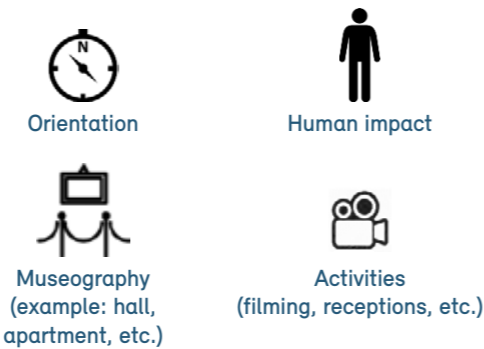 N
Orientation
Human impact
Museography
(example: hall,
apartment, etc.)
Activities
(filming, receptions, etc.)